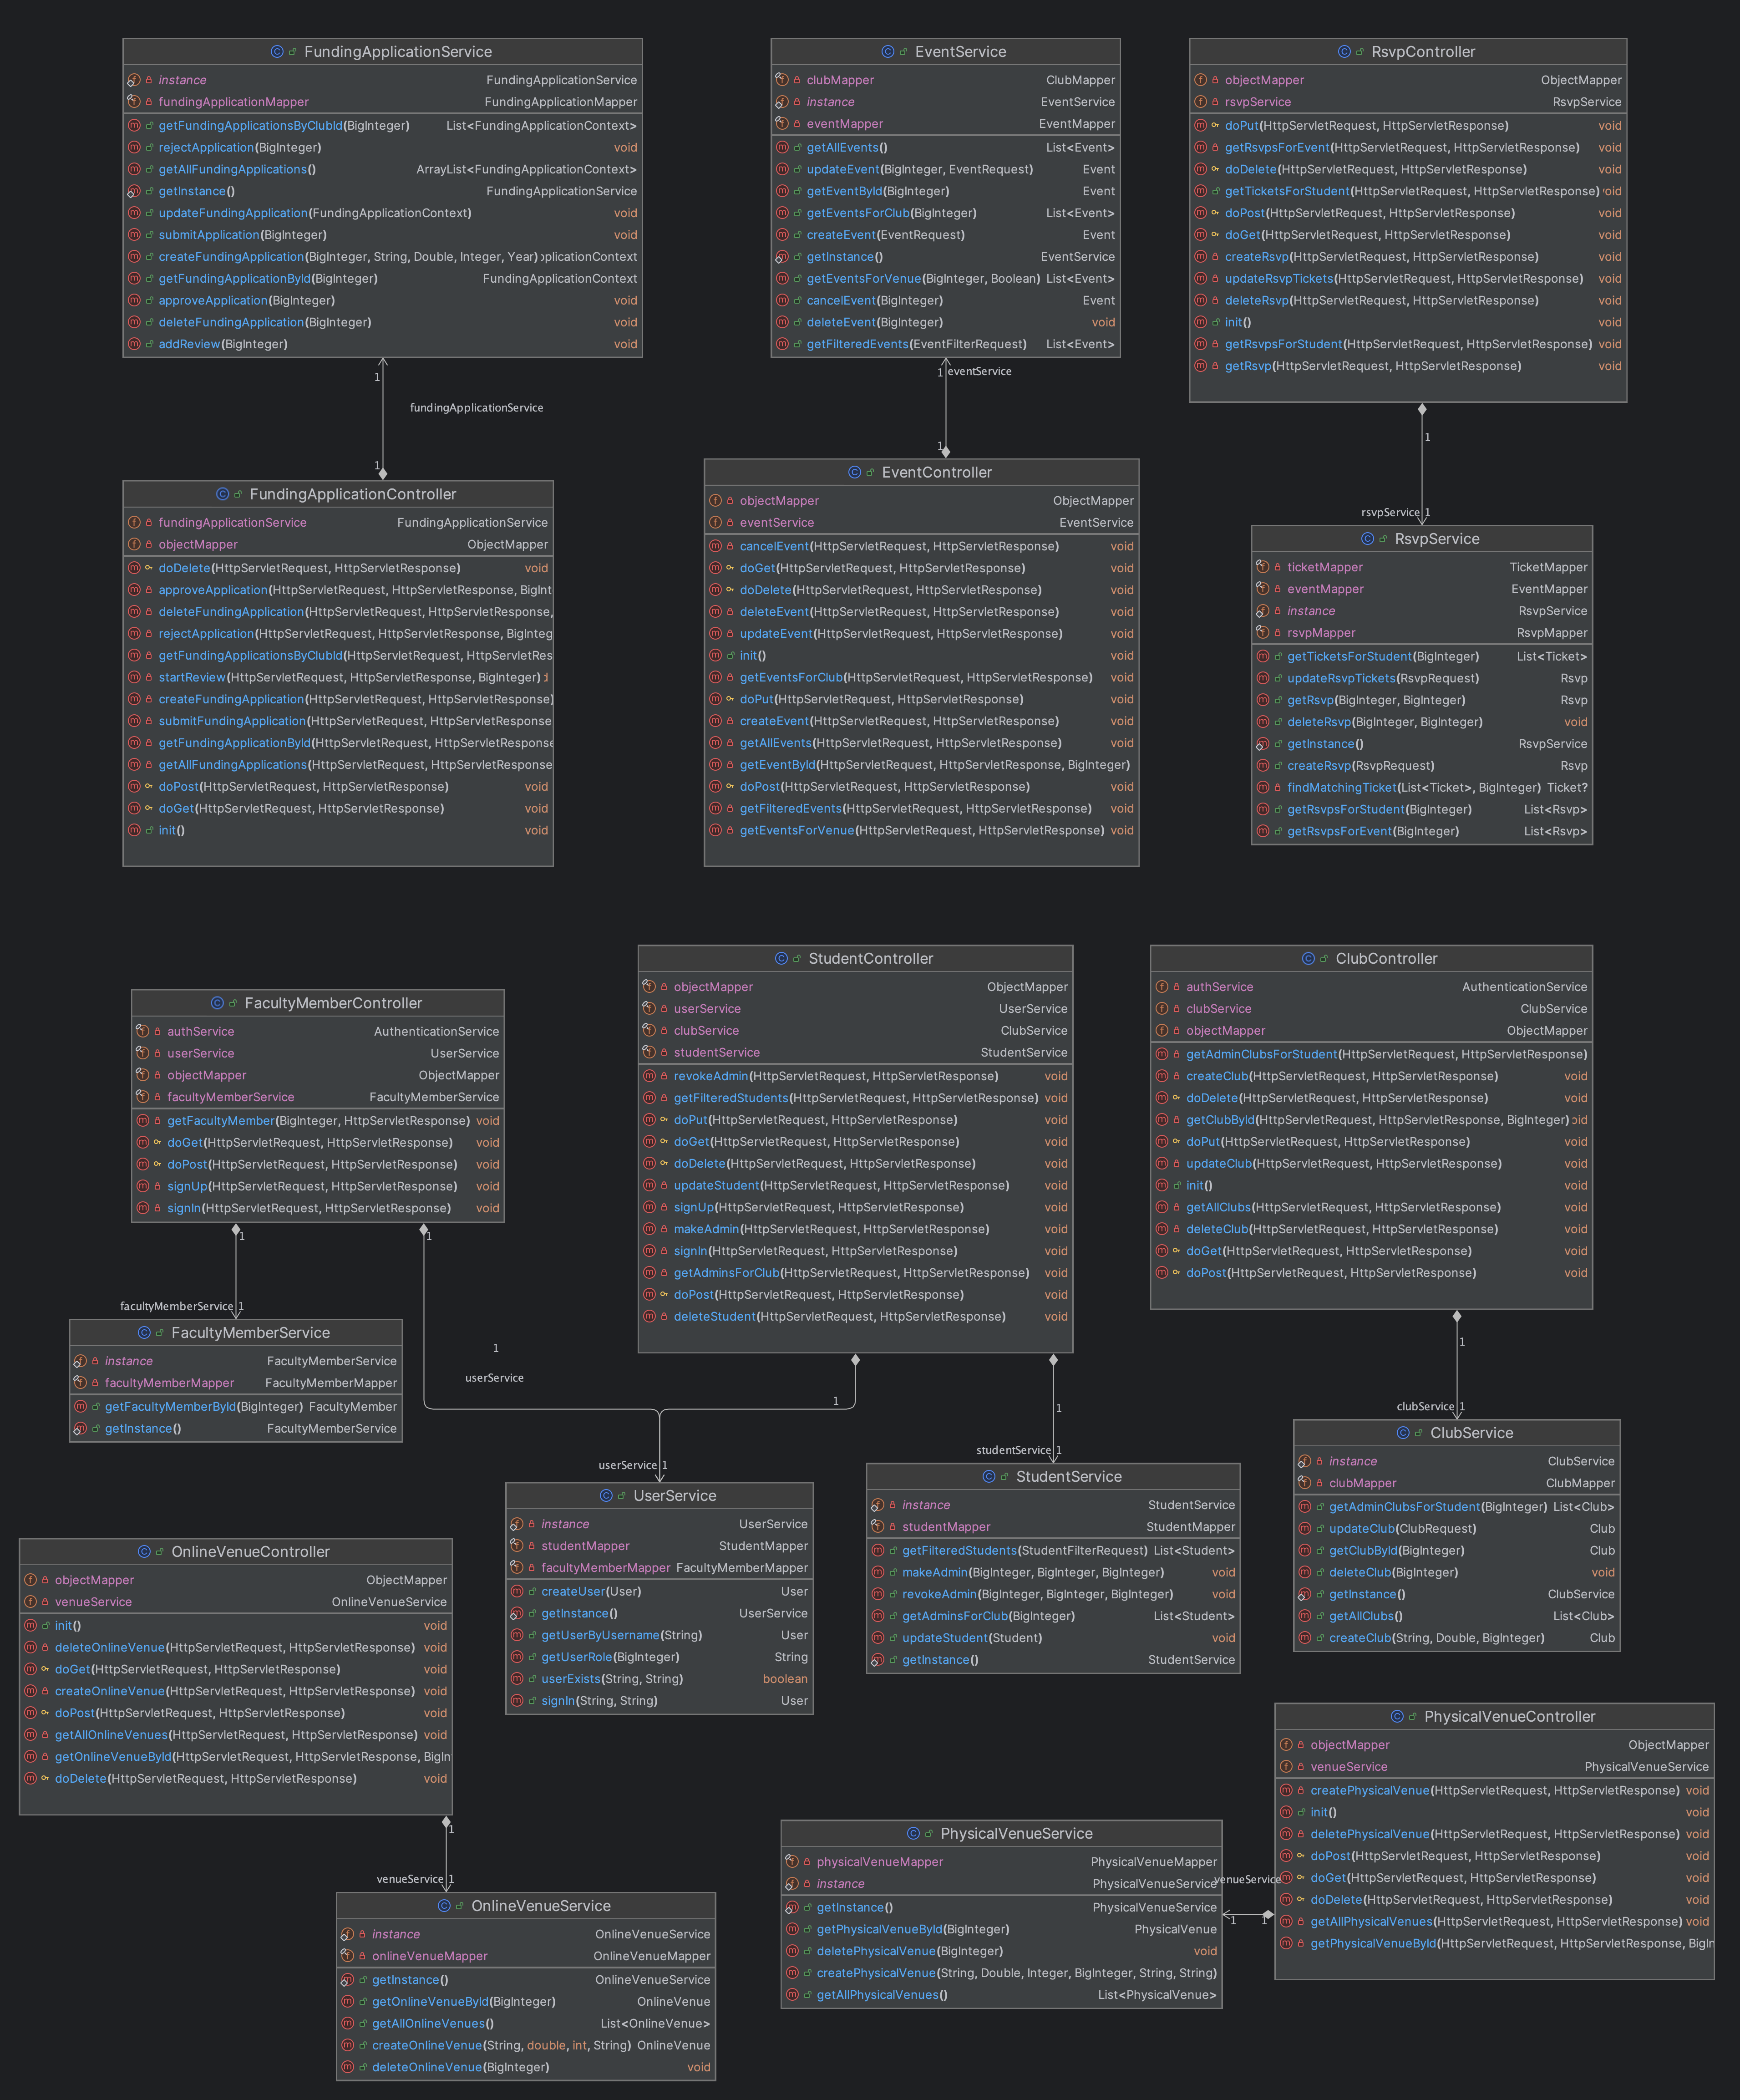 FundingApplicationService
instance FundingApplicationService
fundingApplicationMapper FundingApplicationMapper
getFundingApplicationsByClubId(BigInteger) List<FundingApplicationContext>
rejectApplication(BigInteger) void
getAllFundingApplications() ArrayList<FundingApplicationContext>
getInstance() FundingApplicationService
updateFundingApplication(FundingApplicationContext) void
submitApplication(BigInteger) void
createFundingApplication(BigInteger, String, Double, Integer, Year) plicationContext
getFundingApplicationById(BigInteger) FundingApplicationContext
approveApplication(BigInteger) void
deleteFundingApplication(BigInteger) void
addReview(BigInteger) void
EventService
clubMapper ClubMapper
instance EventService
eventMapper EventMapper
getAllEvents() List<Event>
updateEvent(BigInteger, EventRequest) Event
getEventById(BigInteger) Event
getEventsForClub(BigInteger) List<Event>
createEvent(EventRequest) Event
getInstance() EventService
getEventsForVenue(BigInteger, Boolean) List<Event>
cancelEvent(BigInteger) Event
deleteEvent(BigInteger) void
getFilteredEvents(EventFilterRequest) List<Event>
RsvpController
objectMapper ObjectMapper
rsvpService RsvpService
doPut(HttpServletRequest, HttpServletResponse) void
getRsvpsForEvent(HttpServletRequest, HttpServletResponse) void
doDelete(HttpServletRequest, HttpServletResponse) void
getTicketsForStudent(HttpServletRequest, HttpServletResponse) void
doPost(HttpServletRequest, HttpServletResponse) void
doGet(HttpServletRequest, HttpServletResponse) void
createRsvp(HttpServletRequest, HttpServletResponse) void
updateRsvpTickets(HttpServletRequest, HttpServletResponse) void
deleteRsvp(HttpServletRequest, HttpServletResponse) void
init() void
getRsvpsForStudent(HttpServletRequest, HttpServletResponse) void
getRsvp(HttpServletRequest, HttpServletResponse) void
1
fundingApplicationService
1
1 eventService
1
1
rsvpService 1
FundingApplicationController
fundingApplicationService FundingApplicationService
objectMapper ObjectMapper
doDelete(HttpServletRequest, HttpServletResponse) void
approveApplication(HttpServletRequest, HttpServletResponse, BigInt
deleteFundingApplication(HttpServletRequest, HttpServletResponse,
rejectApplication(HttpServletRequest, HttpServletResponse, BigInteg
getFundingApplicationsByClubId(HttpServletRequest, HttpServletRes
startReview(HttpServletRequest, HttpServletResponse, BigInteger) d
createFundingApplication(HttpServletRequest, HttpServletResponse)
submitFundingApplication(HttpServletRequest, HttpServletResponse
getFundingApplicationById(HttpServletRequest, HttpServletResponse
getAllFundingApplications(HttpServletRequest, HttpServletResponse
doPost(HttpServletRequest, HttpServletResponse) void
doGet(HttpServletRequest, HttpServletResponse) void
init() void
EventController
objectMapper ObjectMapper
eventService EventService
cancelEvent(HttpServletRequest, HttpServletResponse) void
doGet(HttpServletRequest, HttpServletResponse) void
doDelete(HttpServletRequest, HttpServletResponse) void
deleteEvent(HttpServletRequest, HttpServletResponse) void
updateEvent(HttpServletRequest, HttpServletResponse) void
init() void
getEventsForClub(HttpServletRequest, HttpServletResponse) void
doPut(HttpServletRequest, HttpServletResponse) void
createEvent(HttpServletRequest, HttpServletResponse) void
getAllEvents(HttpServletRequest, HttpServletResponse) void
getEventById(HttpServletRequest, HttpServletResponse, BigInteger)
doPost(HttpServletRequest, HttpServletResponse) void
getFilteredEvents(HttpServletRequest, HttpServletResponse) void
getEventsForVenue(HttpServletRequest, HttpServletResponse) void
RsvpService
ticketMapper TicketMapper
eventMapper EventMapper
instance RsvpService
rsvpMapper RsvpMapper
getTicketsForStudent(BigInteger) List<Ticket>
updateRsvpTickets(RsvpRequest) Rsvp
getRsvp(BigInteger, BigInteger) Rsvp
deleteRsvp(BigInteger, BigInteger) void
getInstance() RsvpService
createRsvp(RsvpRequest) Rsvp
findMatchingTicket(List<Ticket>, BigInteger) Ticket?
getRsvpsForStudent(BigInteger) List<Rsvp>
getRsvpsForEvent(BigInteger) List<Rsvp>
FacultyMemberController
authService AuthenticationService
userService UserService
objectMapper ObjectMapper
facultyMemberService FacultyMemberService
getFacultyMember(BigInteger, HttpServletResponse) void
doGet(HttpServletRequest, HttpServletResponse) void
doPost(HttpServletRequest, HttpServletResponse) void
signUp(HttpServletRequest, HttpServletResponse) void
signIn(HttpServletRequest, HttpServletResponse) void
StudentController
objectMapper ObjectMapper
userService UserService
clubService ClubService
studentService StudentService
revokeAdmin(HttpServletRequest, HttpServletResponse) void
getFilteredStudents(HttpServletRequest, HttpServletResponse) void
doPut(HttpServletRequest, HttpServletResponse) void
doGet(HttpServletRequest, HttpServletResponse) void
doDelete(HttpServletRequest, HttpServletResponse) void
updateStudent(HttpServletRequest, HttpServletResponse) void
signUp(HttpServletRequest, HttpServletResponse) void
makeAdmin(HttpServletRequest, HttpServletResponse) void
signIn(HttpServletRequest, HttpServletResponse) void
getAdminsForClub(HttpServletRequest, HttpServletResponse) void
doPost(HttpServletRequest, HttpServletResponse) void
deleteStudent(HttpServletRequest, HttpServletResponse) void
ClubController
authService AuthenticationService
clubService ClubService
objectMapper ObjectMapper
getAdminClubsForStudent(HttpServletRequest, HttpServletResponse)
createClub(HttpServletRequest, HttpServletResponse) void
doDelete(HttpServletRequest, HttpServletResponse) void
getClubById(HttpServletRequest, HttpServletResponse, BigInteger) oid
doPut(HttpServletRequest, HttpServletResponse) void
updateClub(HttpServletRequest, HttpServletResponse) void
init() void
getAllClubs(HttpServletRequest, HttpServletResponse) void
deleteClub(HttpServletRequest, HttpServletResponse) void
doGet(HttpServletRequest, HttpServletResponse) void
doPost(HttpServletRequest, HttpServletResponse) void
1
1
facultyMemberService 1
1
userService
1
userService 1
1
studentService 1
1
clubService 1
FacultyMemberService
instance FacultyMemberService
facultyMemberMapper FacultyMemberMapper
getFacultyMemberById(BigInteger) FacultyMember
getInstance() FacultyMemberService
UserService
instance UserService
studentMapper StudentMapper
facultyMemberMapper FacultyMemberMapper
createUser(User) User
getInstance() UserService
getUserByUsername(String) User
getUserRole(BigInteger) String
userExists(String, String) boolean
signIn(String, String) User
StudentService
instance StudentService
studentMapper StudentMapper
getFilteredStudents(StudentFilterRequest) List<Student>
makeAdmin(BigInteger, BigInteger, BigInteger) void
revokeAdmin(BigInteger, BigInteger, BigInteger) void
getAdminsForClub(BigInteger) List<Student>
updateStudent(Student) void
getInstance() StudentService
ClubService
instance ClubService
clubMapper ClubMapper
getAdminClubsForStudent(BigInteger) List<Club>
updateClub(ClubRequest) Club
getClubById(BigInteger) Club
deleteClub(BigInteger) void
getInstance() ClubService
getAllClubs() List<Club>
createClub(String, Double, BigInteger) Club
OnlineVenueController
objectMapper ObjectMapper
venueService OnlineVenueService
init() void
deleteOnlineVenue(HttpServletRequest, HttpServletResponse) void
doGet(HttpServletRequest, HttpServletResponse) void
createOnlineVenue(HttpServletRequest, HttpServletResponse) void
doPost(HttpServletRequest, HttpServletResponse) void
getAllOnlineVenues(HttpServletRequest, HttpServletResponse) void
getOnlineVenueById(HttpServletRequest, HttpServletResponse, BigIn
doDelete(HttpServletRequest, HttpServletResponse) void
1
venueService 1
OnlineVenueService
instance OnlineVenueService
onlineVenueMapper OnlineVenueMapper
getInstance() OnlineVenueService
getOnlineVenueById(BigInteger) OnlineVenue
getAllOnlineVenues() List<OnlineVenue>
createOnlineVenue(String, double, int, String) OnlineVenue
deleteOnlineVenue(BigInteger) void
PhysicalVenueService
physicalVenueMapper PhysicalVenueMapper
instance PhysicalVenueService
getInstance() PhysicalVenueService
getPhysicalVenueById(BigInteger) PhysicalVenue
deletePhysicalVenue(BigInteger) void
createPhysicalVenue(String, Double, Integer, BigInteger, String, String)
getAllPhysicalVenues() List<PhysicalVenue>
venueService
1 1
PhysicalVenueController
objectMapper ObjectMapper
venueService PhysicalVenueService
createPhysicalVenue(HttpServletRequest, HttpServletResponse) void
init() void
deletePhysicalVenue(HttpServletRequest, HttpServletResponse) void
doPost(HttpServletRequest, HttpServletResponse) void
doGet(HttpServletRequest, HttpServletResponse) void
doDelete(HttpServletRequest, HttpServletResponse) void
getAllPhysicalVenues(HttpServletRequest, HttpServletResponse) void
getPhysicalVenueById(HttpServletRequest, HttpServletResponse, BigIn